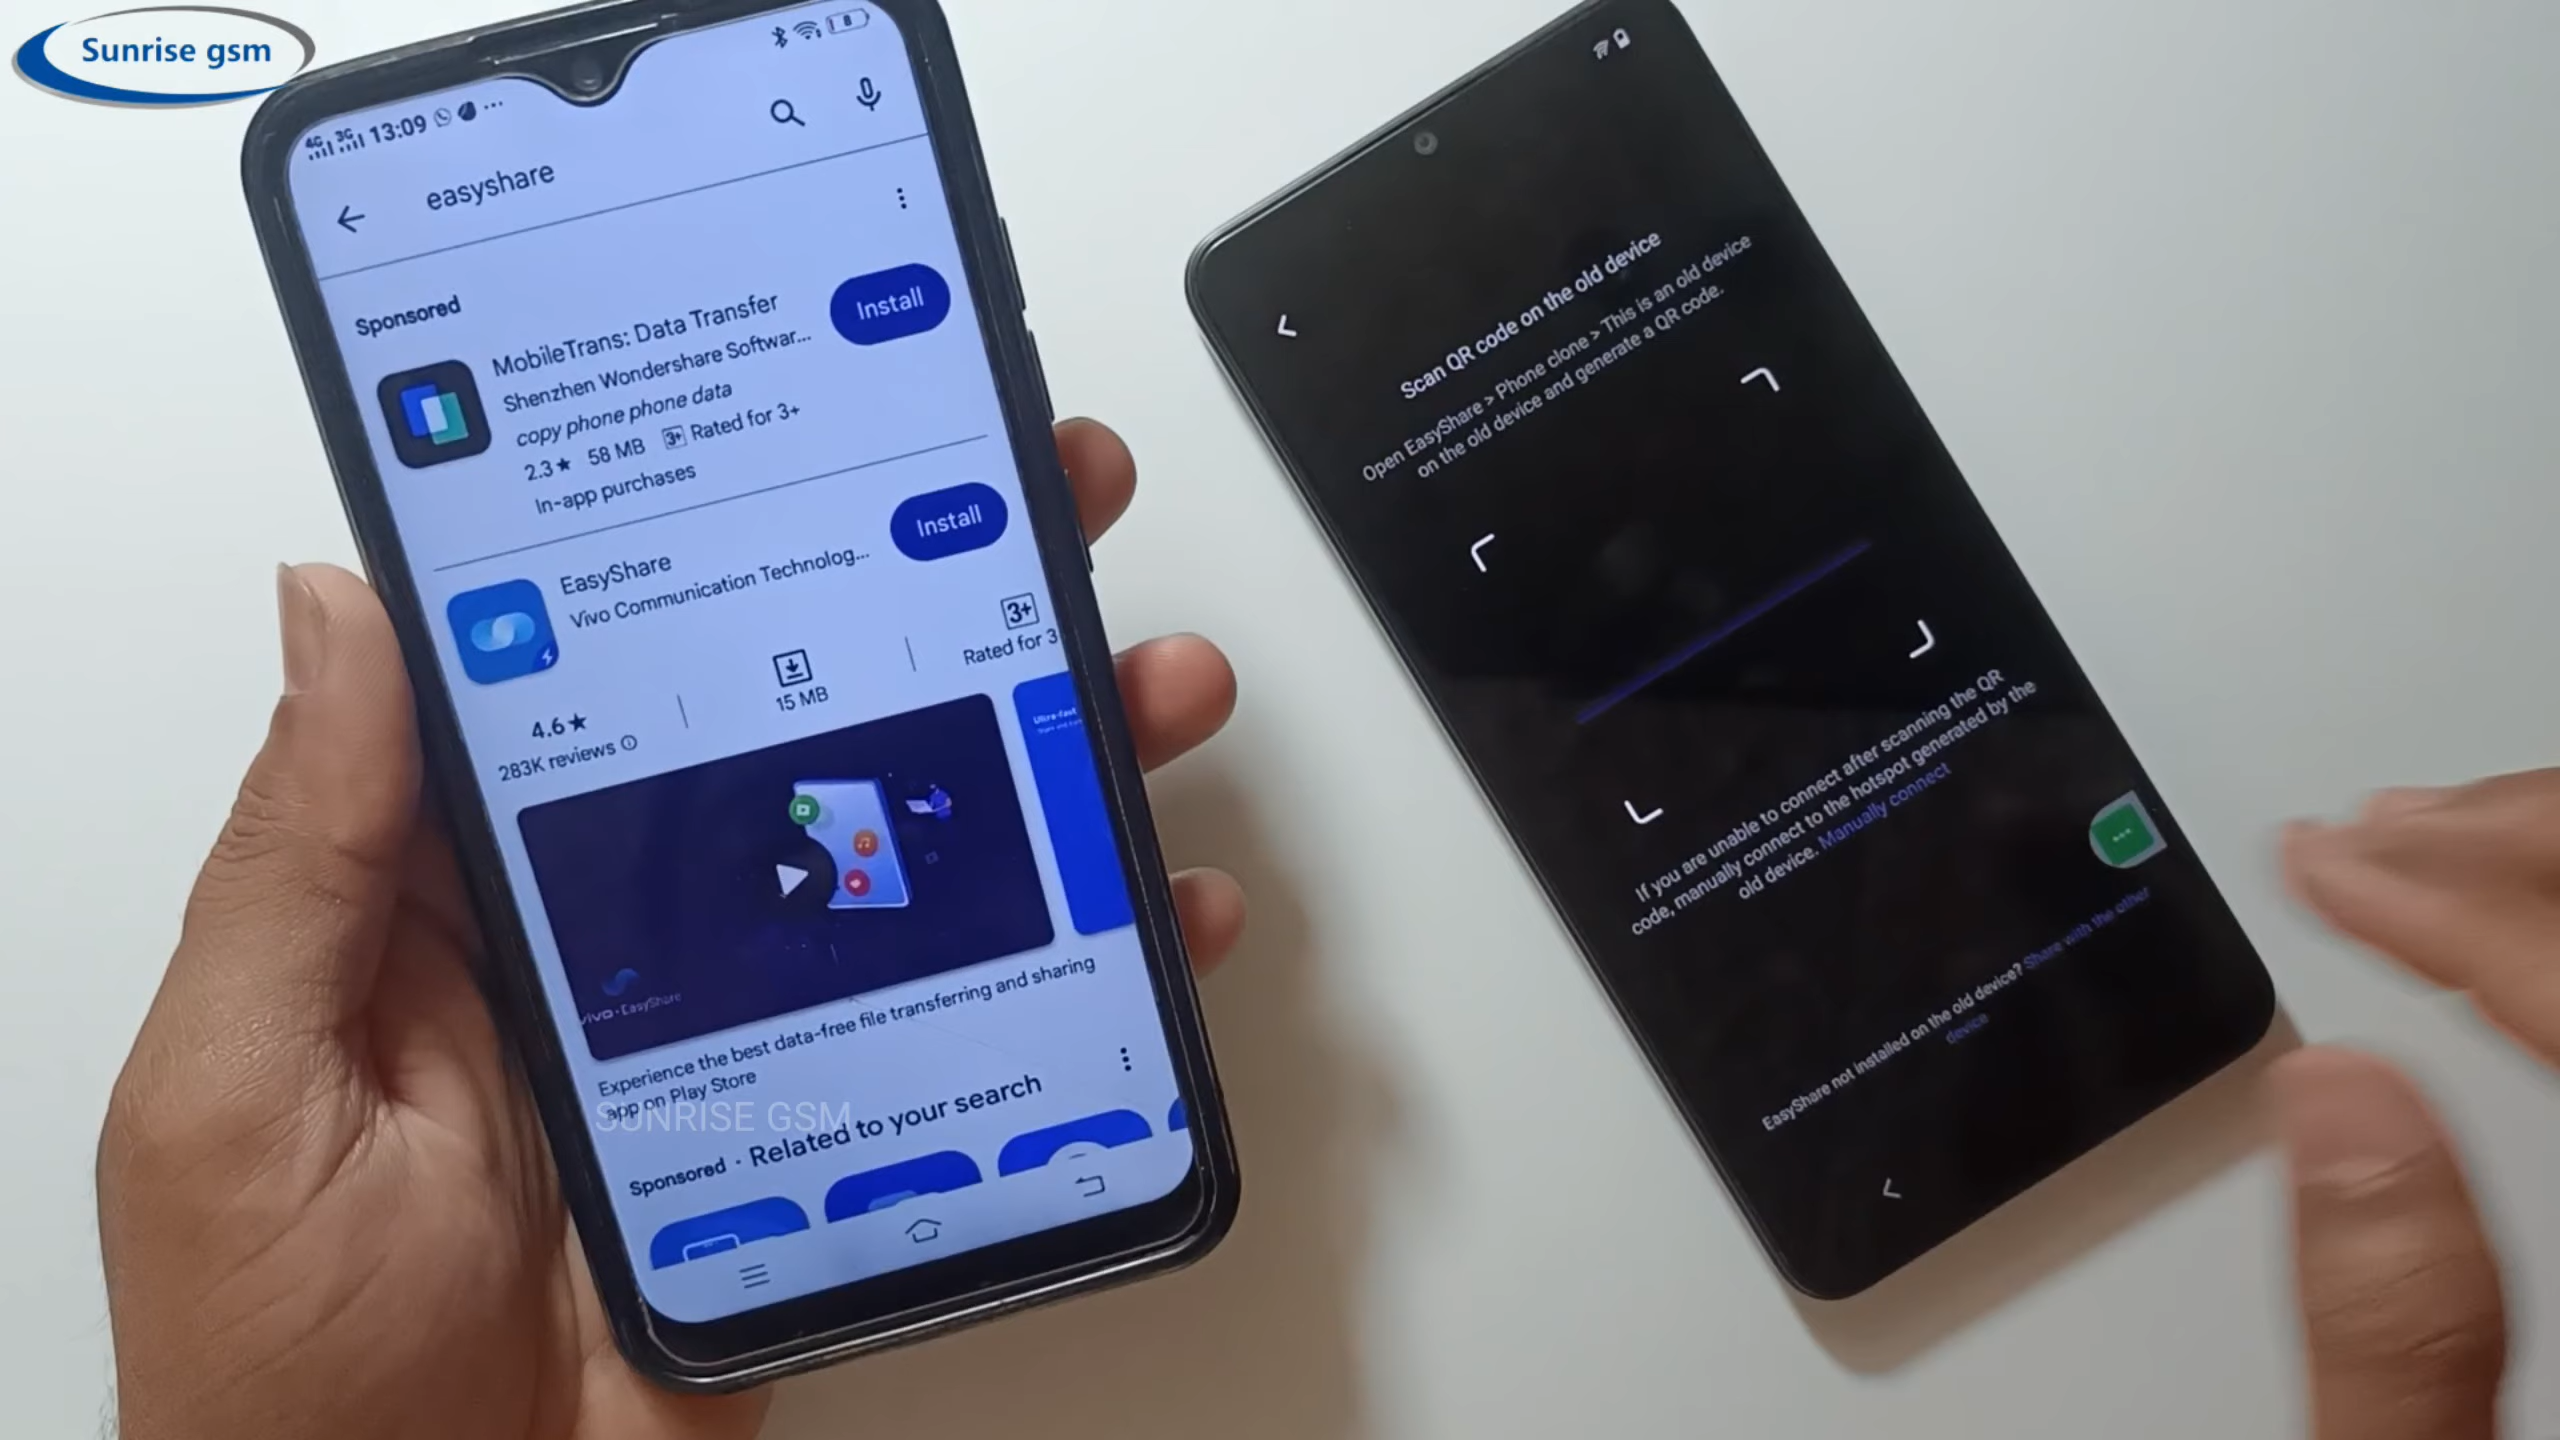 Sunrise gsm
4G 3G 13:09
8
easyshare
Sponsored
MobileTrans: Data Transfer
Shenzhen Wondershare Softwar...
copy phone phone data
2.3★ 58 MB 3+ Rated for 3+
In-app purchases
Install
EasyShare
Vivo Communication Technolog...
Install
4.6★
283K reviews
15 MB
3+
Rated for 3
Ultra-fast
vivo·EasyShare
Experience the best data-free file transferring and sharing
app on Play Store
SUNRISE GSM
Sponsored · Related to your search
Scan QR code on the old device
Open EasyShare > Phone clone > This is an old device
on the old device and generate a QR code.
If you are unable to connect after scanning the QR
code, manually connect to the hotspot generated by the
old device. Manually connect
EasyShare not installed on the old device? Share with the other
device